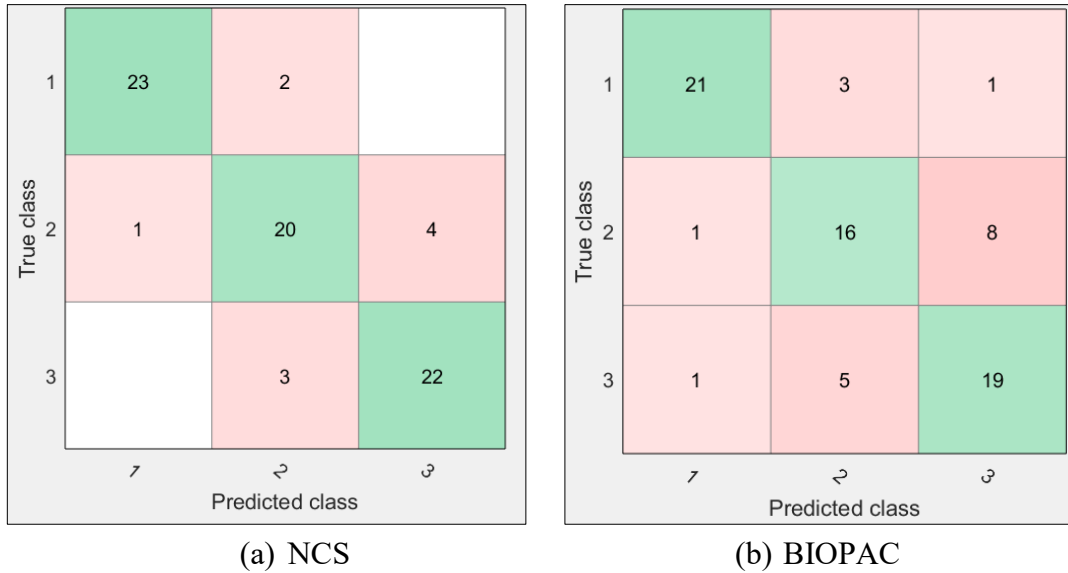 1 23 2
2 1 20 4
3 3 22
1 2 3
True class
Predicted class
(a) NCS
1 21 3 1
2 1 16 8
3 1 5 19
1 2 3
True class
Predicted class
(b) BIOPAC